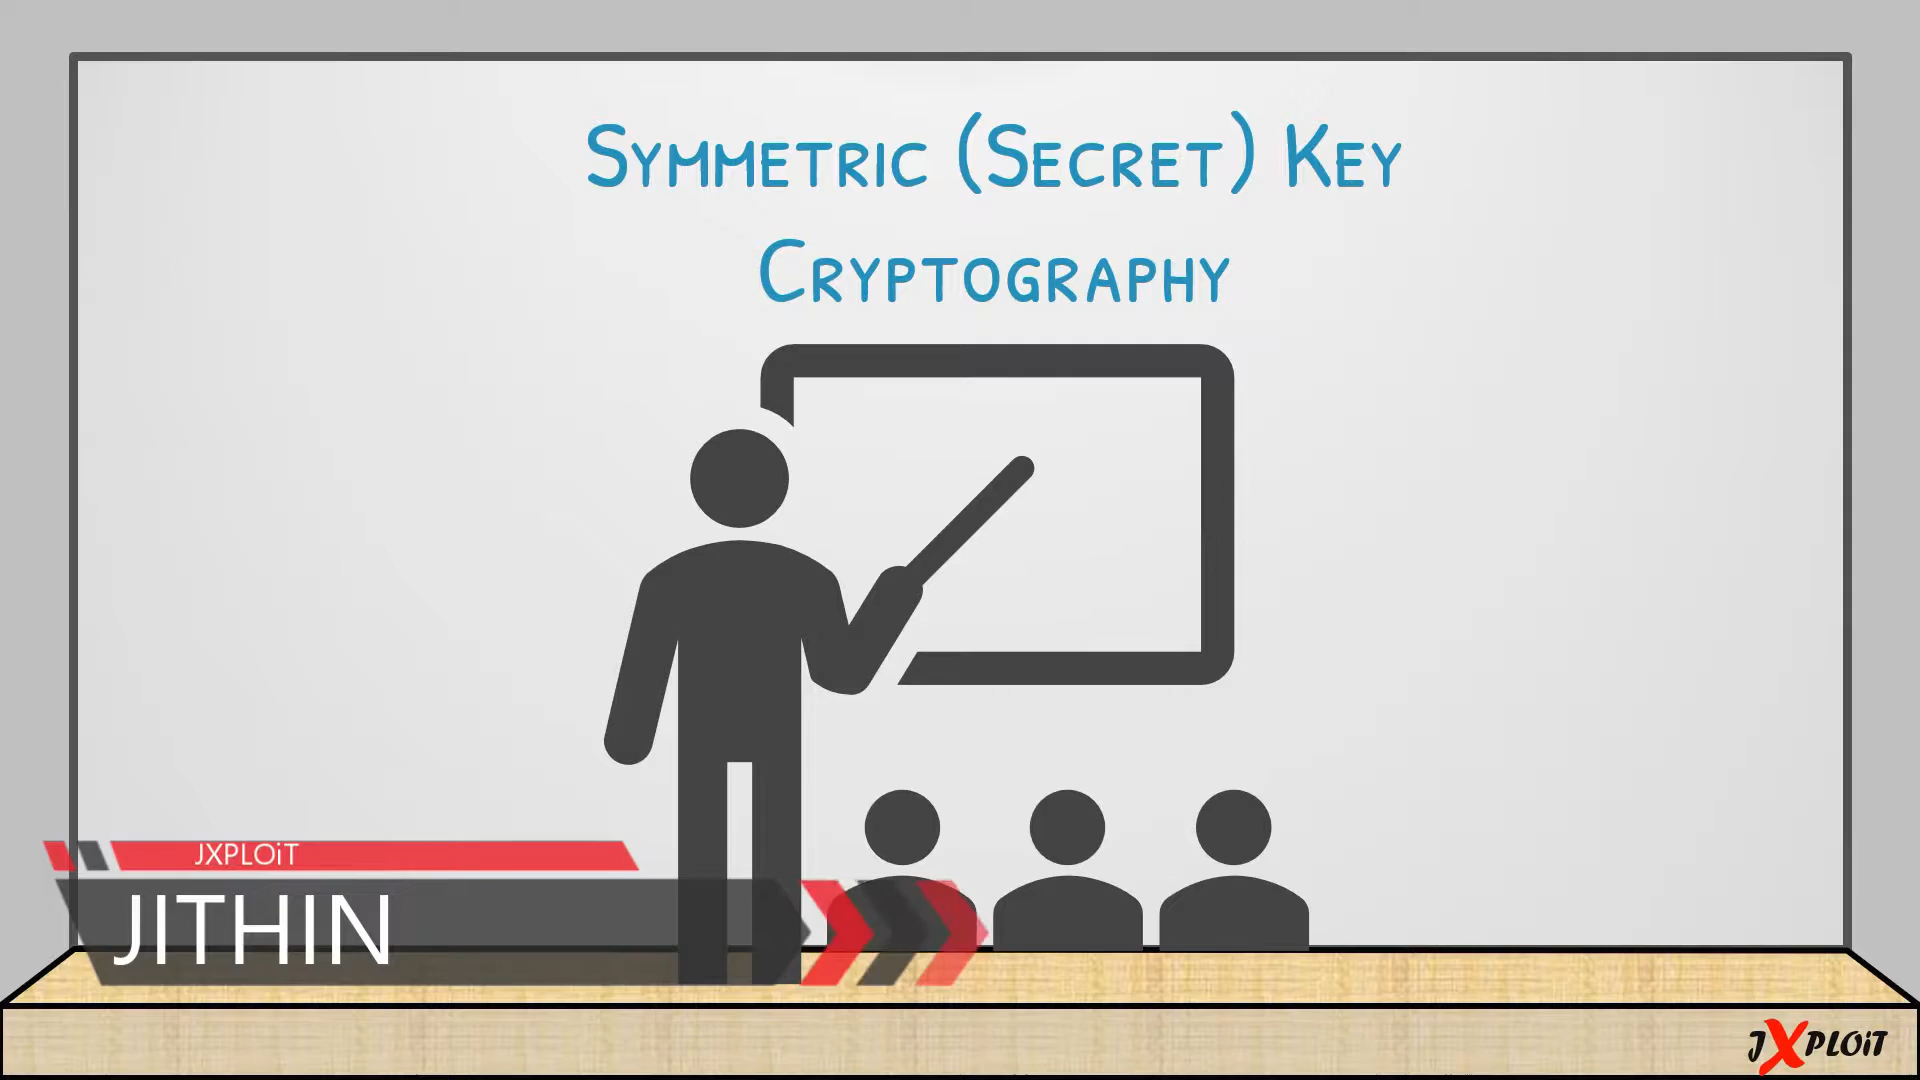 Symmetric (Secret) Key
Cryptography
JXPLOiT
JITHIN
JXPLOiT